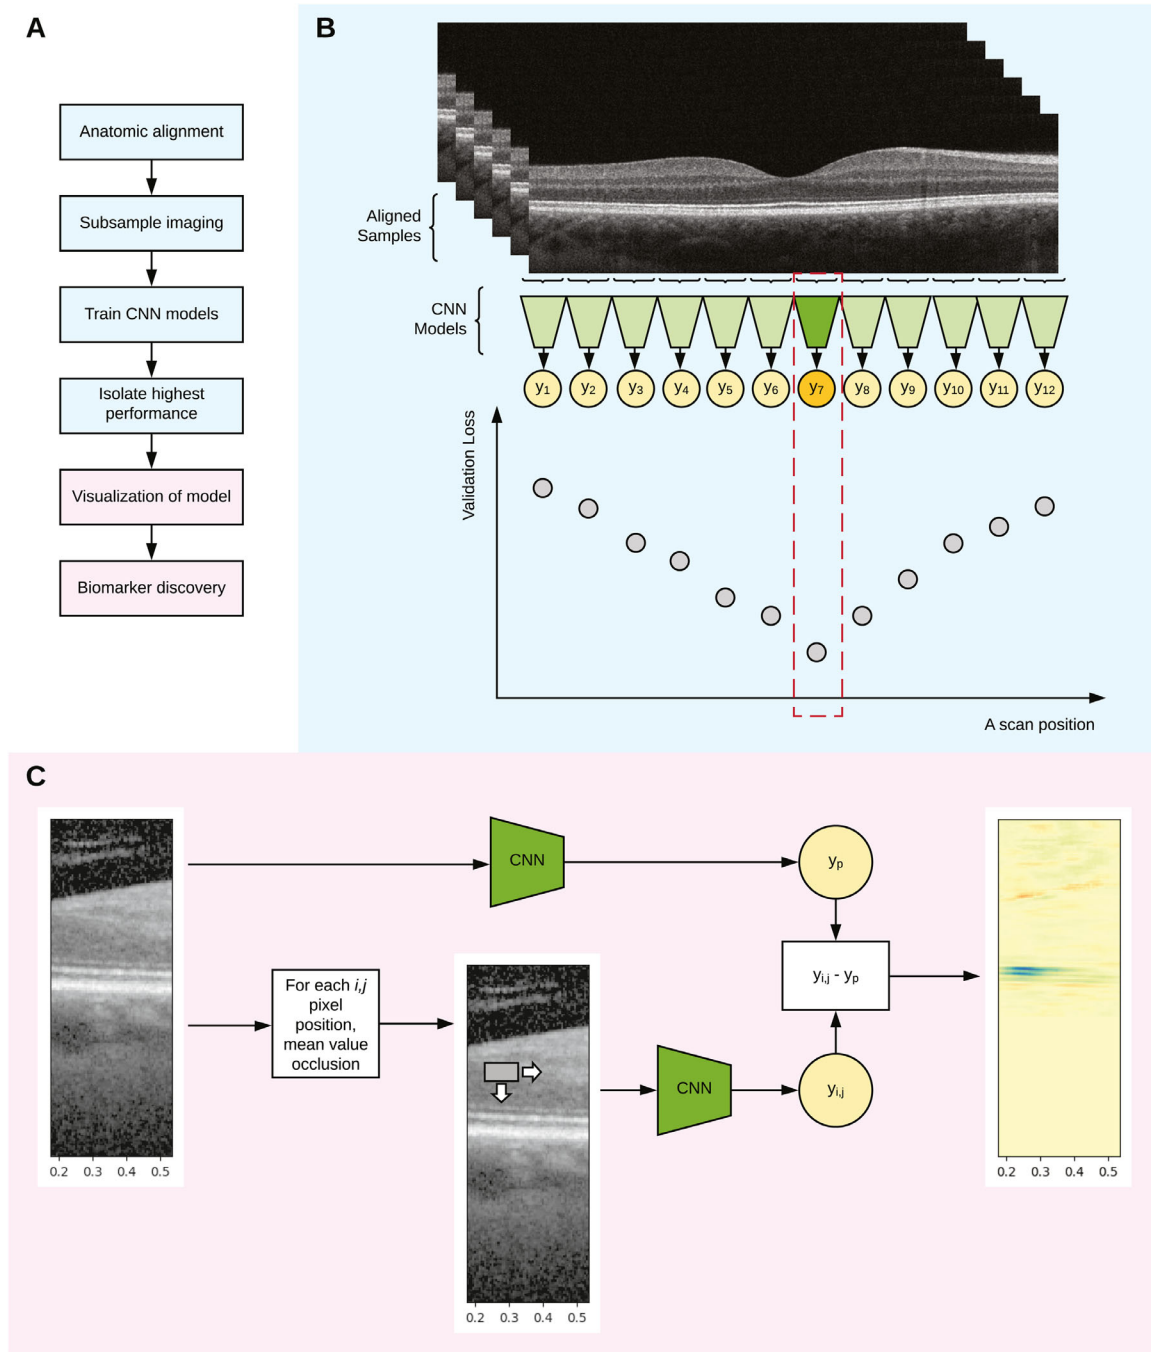 A
Anatomic alignment
Subsample imaging
Train CNN models
Isolate highest
performance
Visualization of model
Biomarker discovery
B
Aligned
Samples
CNN
Models
y1 y2 y3 y4 y5 y6 y7 y8 y9 y10 y11 y12
Validation Loss
A scan position
C
0.2 0.3 0.4 0.5
For each i,j
pixel
position,
mean value
occlusion
0.2 0.3 0.4 0.5
CNN
CNN
yp
yi,j - yp
yi,j
0.2 0.3 0.4 0.5